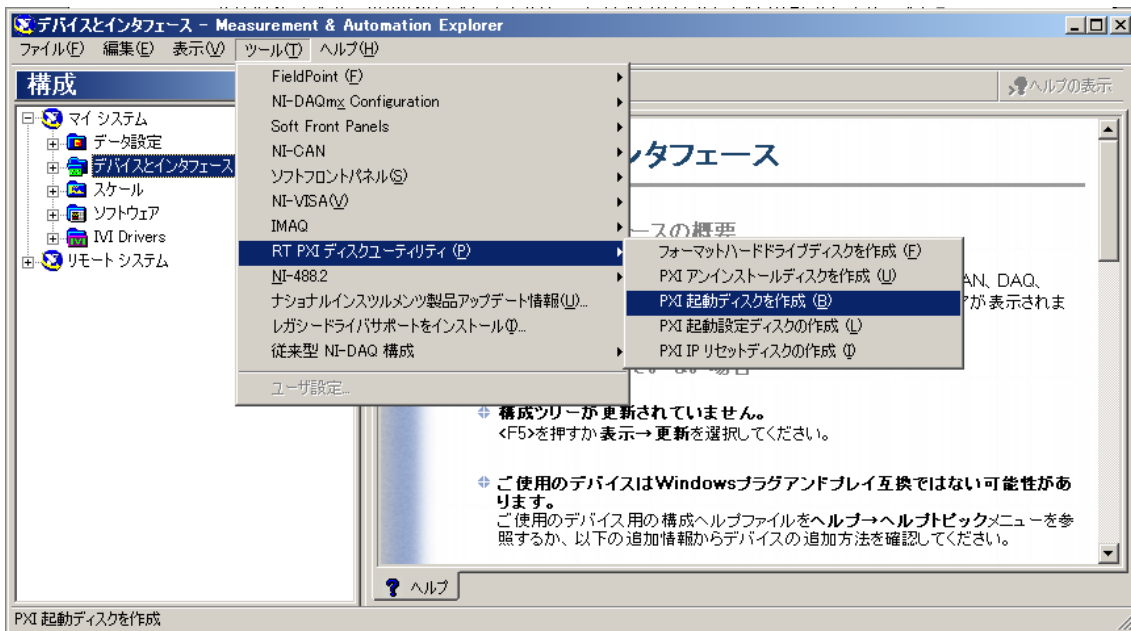 デバイスとインタフェース - Measurement & Automation Explorer
ファイル(F) 編集(E) 表示(V) ツール(T) ヘルプ(H)
構成
ヘルプの表示
マイ システム
データ設定
デバイスとインタフェース
スケール
ソフトウェア
IVI Drivers
リモート システム
FieldPoint (F)
NI-DAQmx Configuration
Soft Front Panels
NI-CAN
ソフトフロントパネル(S)
NI-VISA(V)
IMAQ
RT PXI ディスクユーティリティ (P)
NI-488.2
ナショナルインスツルメンツ製品アップデート情報(U)...
レガシードライバサポートをインストール(I)...
従来型 NI-DAQ 構成
ユーザ設定...
フォーマットハードドライブディスクを作成 (F)
PXI アンインストールディスクを作成 (U)
PXI 起動ディスクを作成 (B)
PXI 起動設定ディスクの作成 (L)
PXI IP リセットディスクの作成 (I)
ンタフェース
ースの概要
AN、DAQ、
が表示されま
構成ツリーが更新されていません。
<F5>を押すか表示→更新を選択してください。
ご使用のデバイスはWindowsプラグアンドプレイ互換ではない可能性があ
ります。
ご使用のデバイス用の構成ヘルプファイルをヘルプ→ヘルプトピックメニューを参
照するか、以下の追加情報からデバイスの追加方法を確認してください。
ヘルプ
PXI 起動ディスクを作成